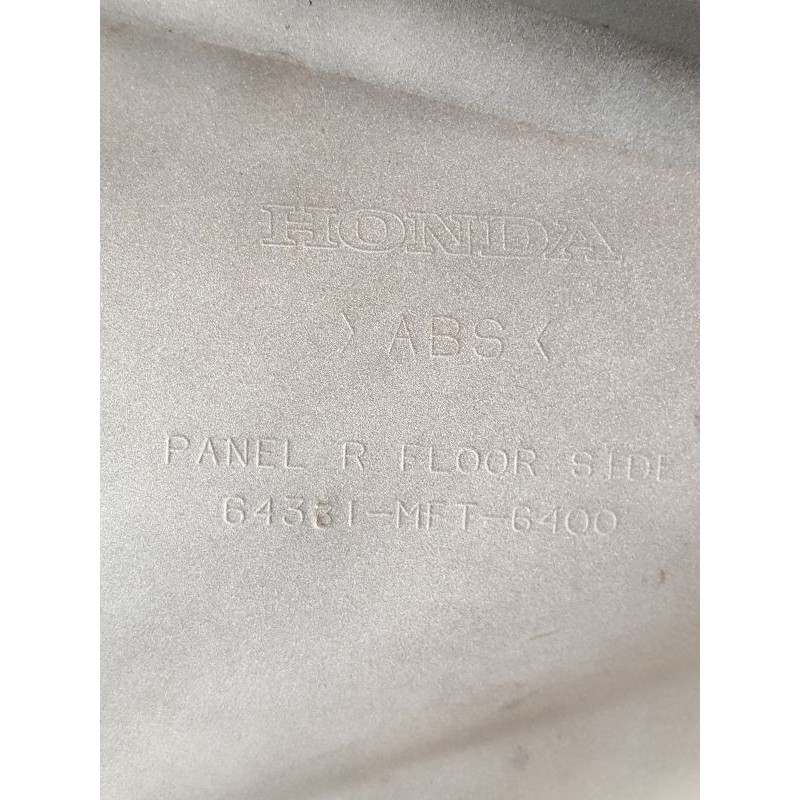 HONDA
>ABS<
PANEL R FLOOR SIDE
64331-MFT-6400